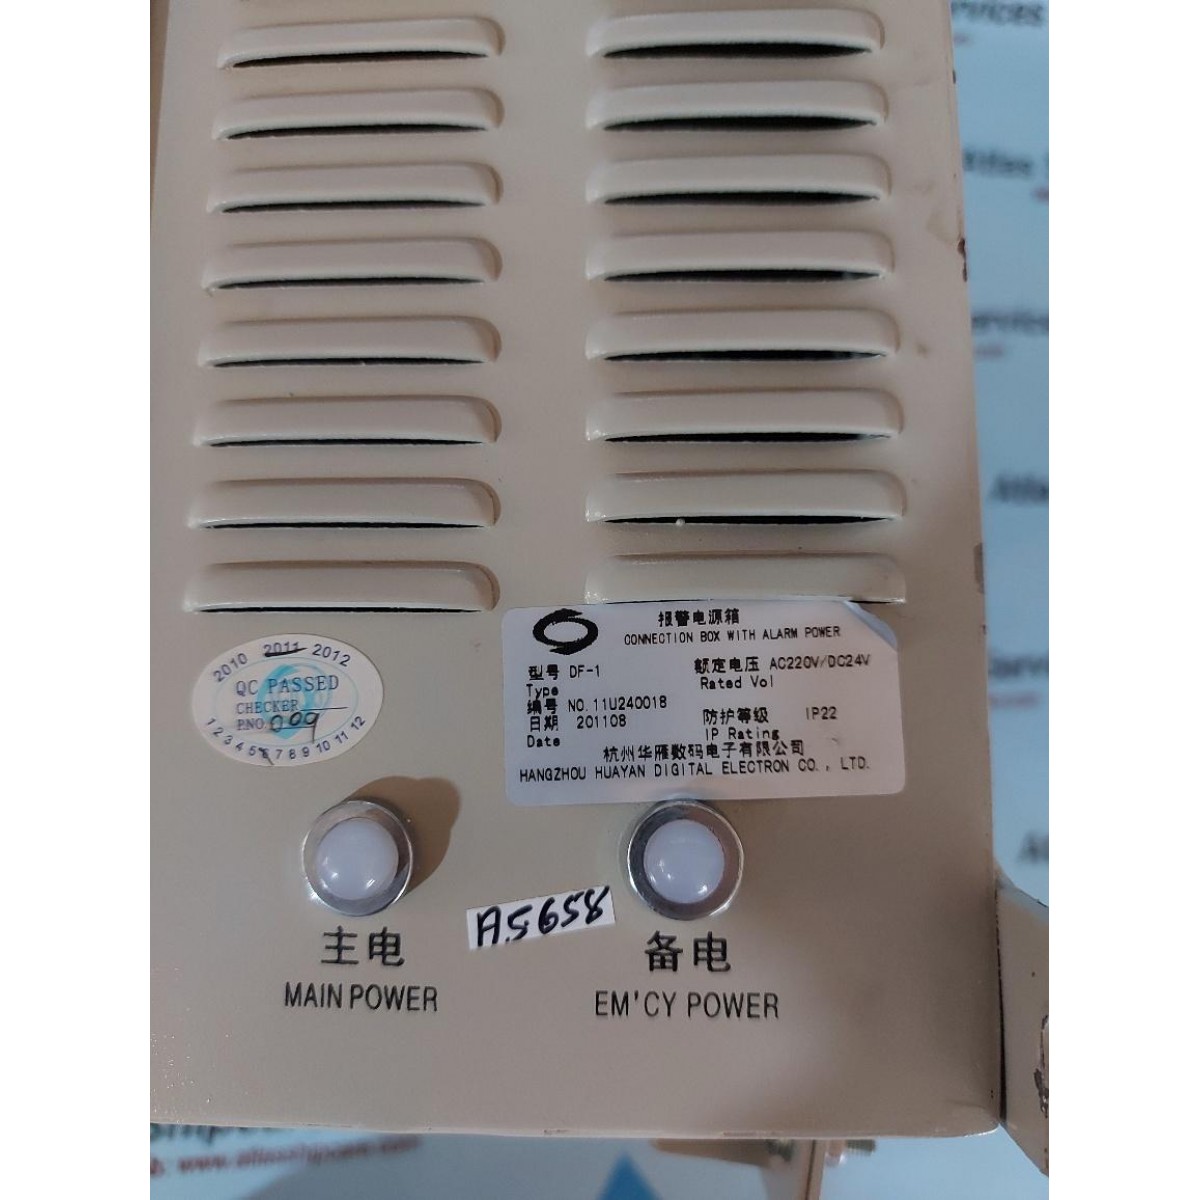 报警电源箱
CONNECTION BOX WITH ALARM POWER
型号 DF-1 额定电压 AC220V/DC24V
Type Rated Vol
编号 NO.11U240018
日期 201108 防护等级 IP22
Date IP Rating
杭州华雁数码电子有限公司
HANGZHOU HUAYAN DIGITAL ELECTRON CO., LTD.
2010 2011 2012
QC PASSED
CHECKER
P.NO. 009
1 2 3 4 5 6 7 8 9 10 11 12
A5658
主电 备电
MAIN POWER EM'CY POWER